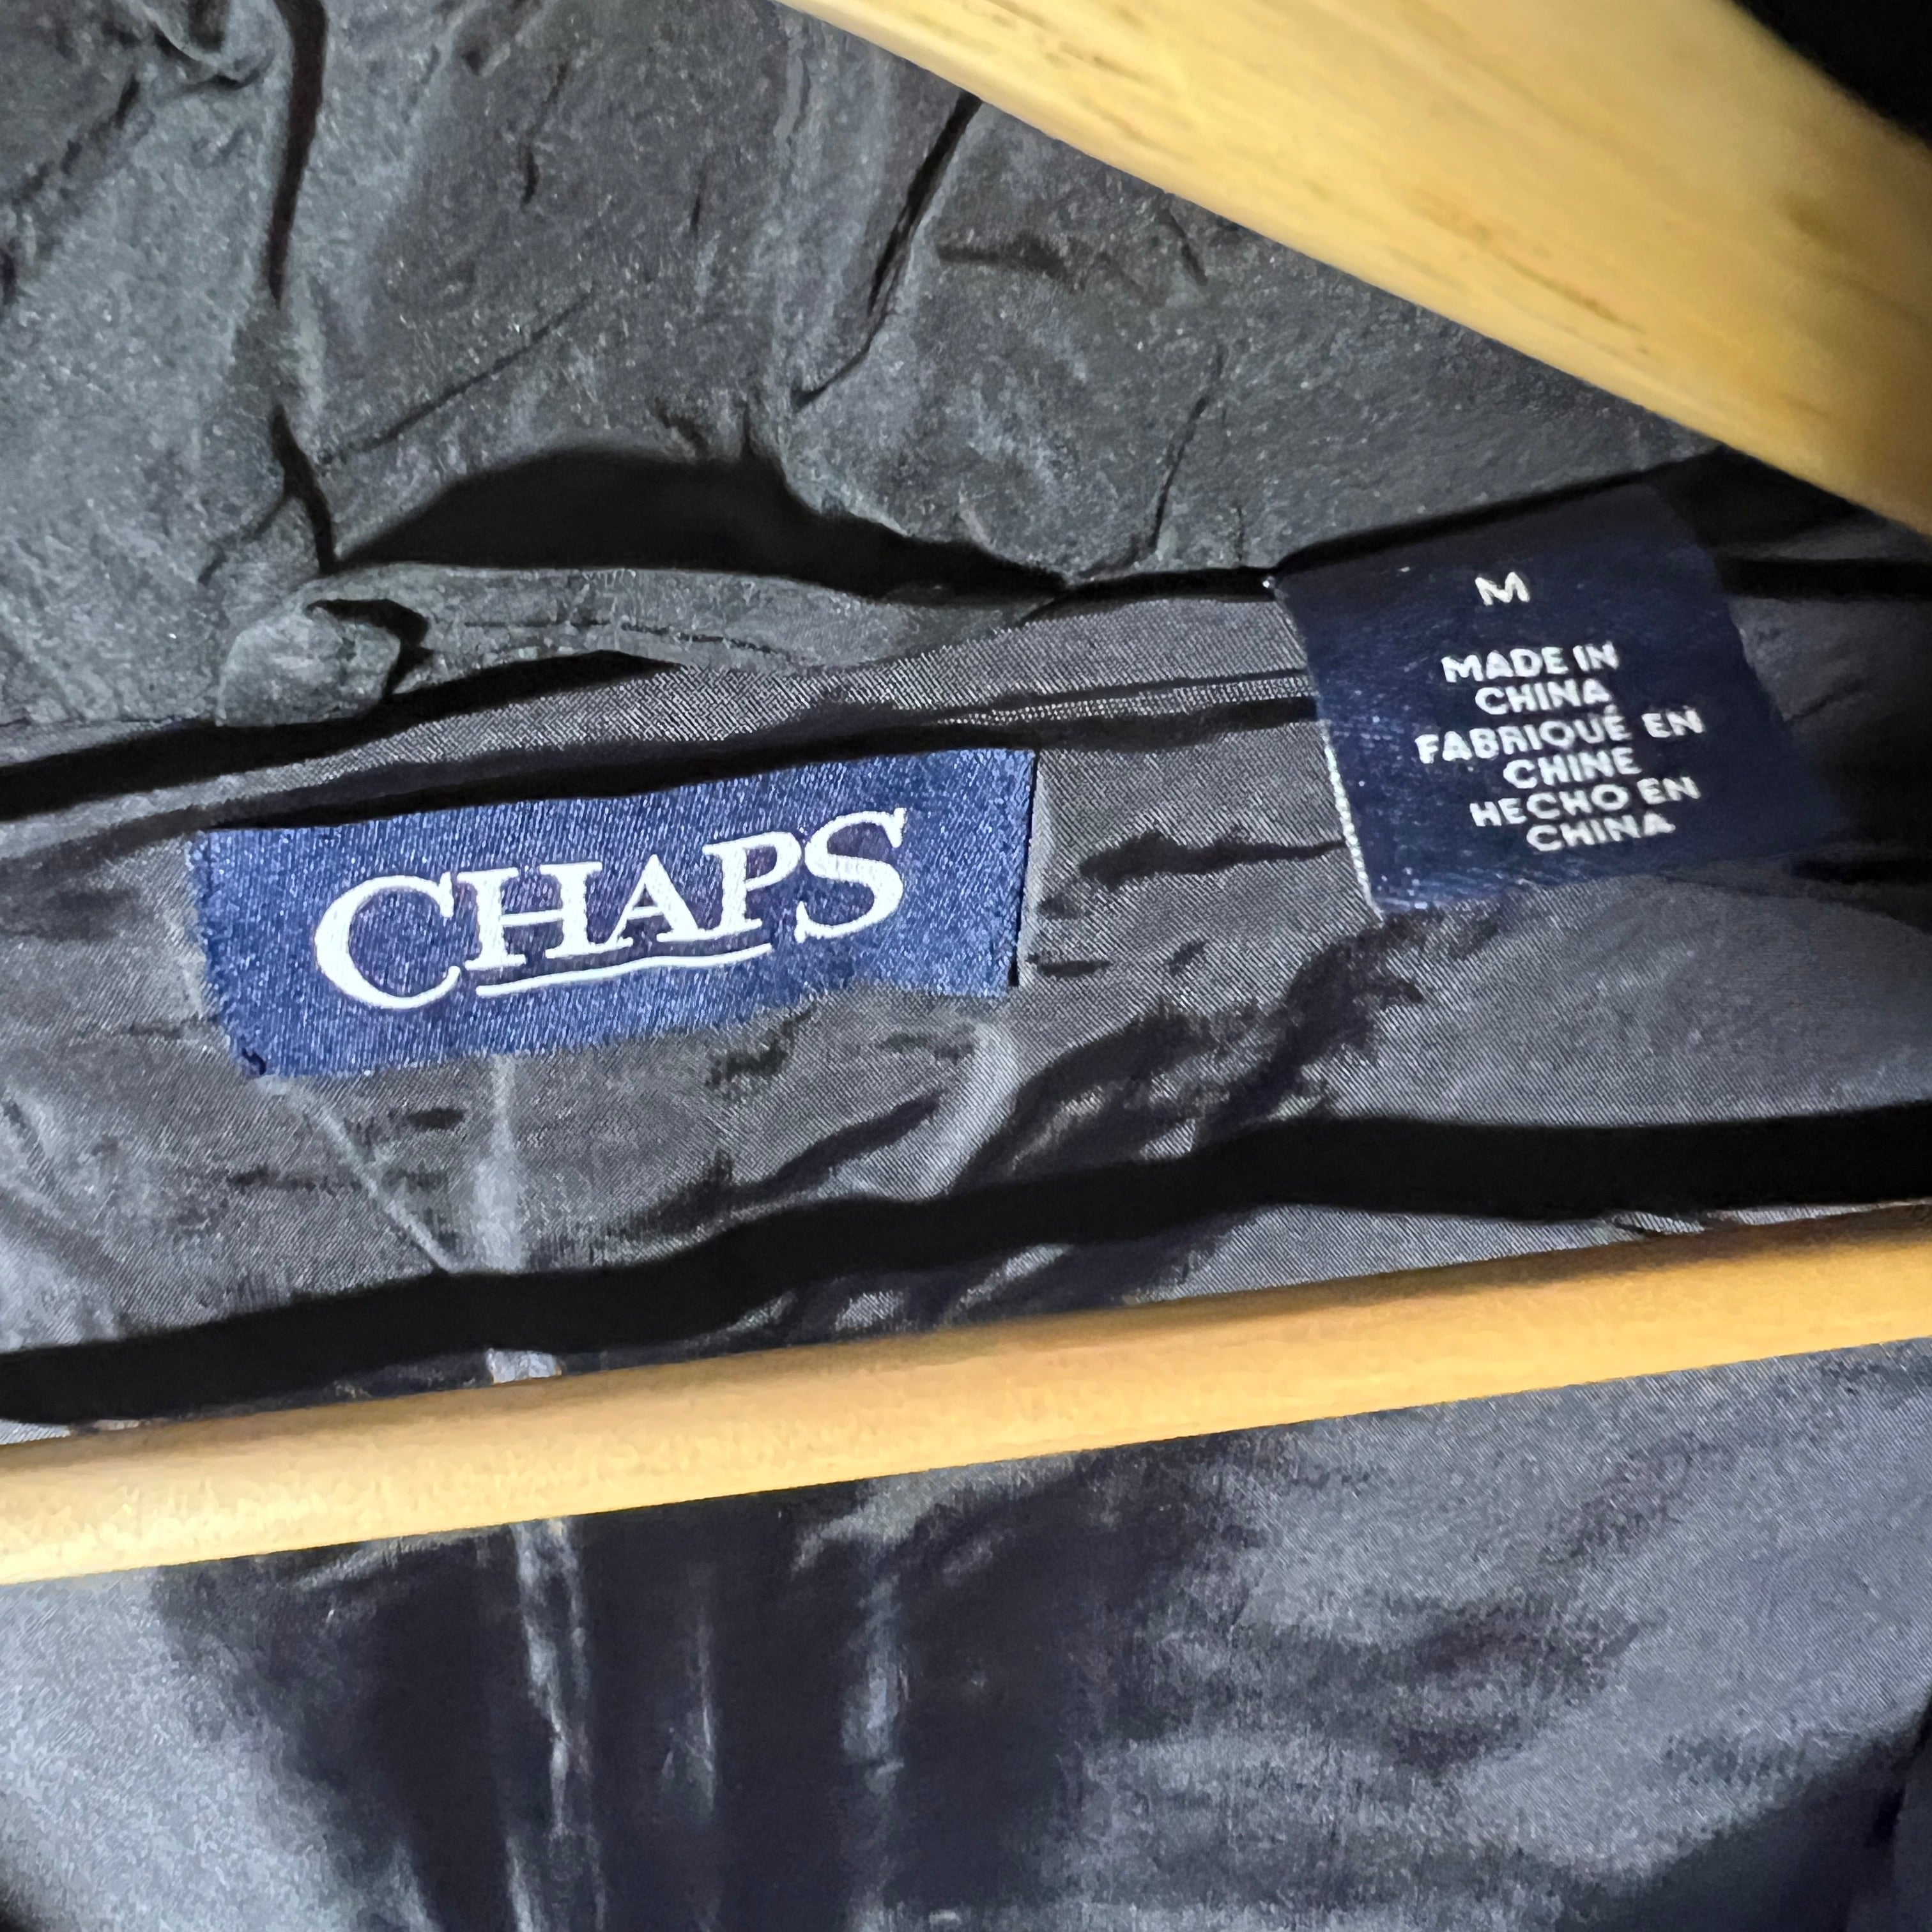 CHAPS
M
MADE IN
CHINA
FABRIQUÉ EN
CHINE
HECHO EN
CHINA